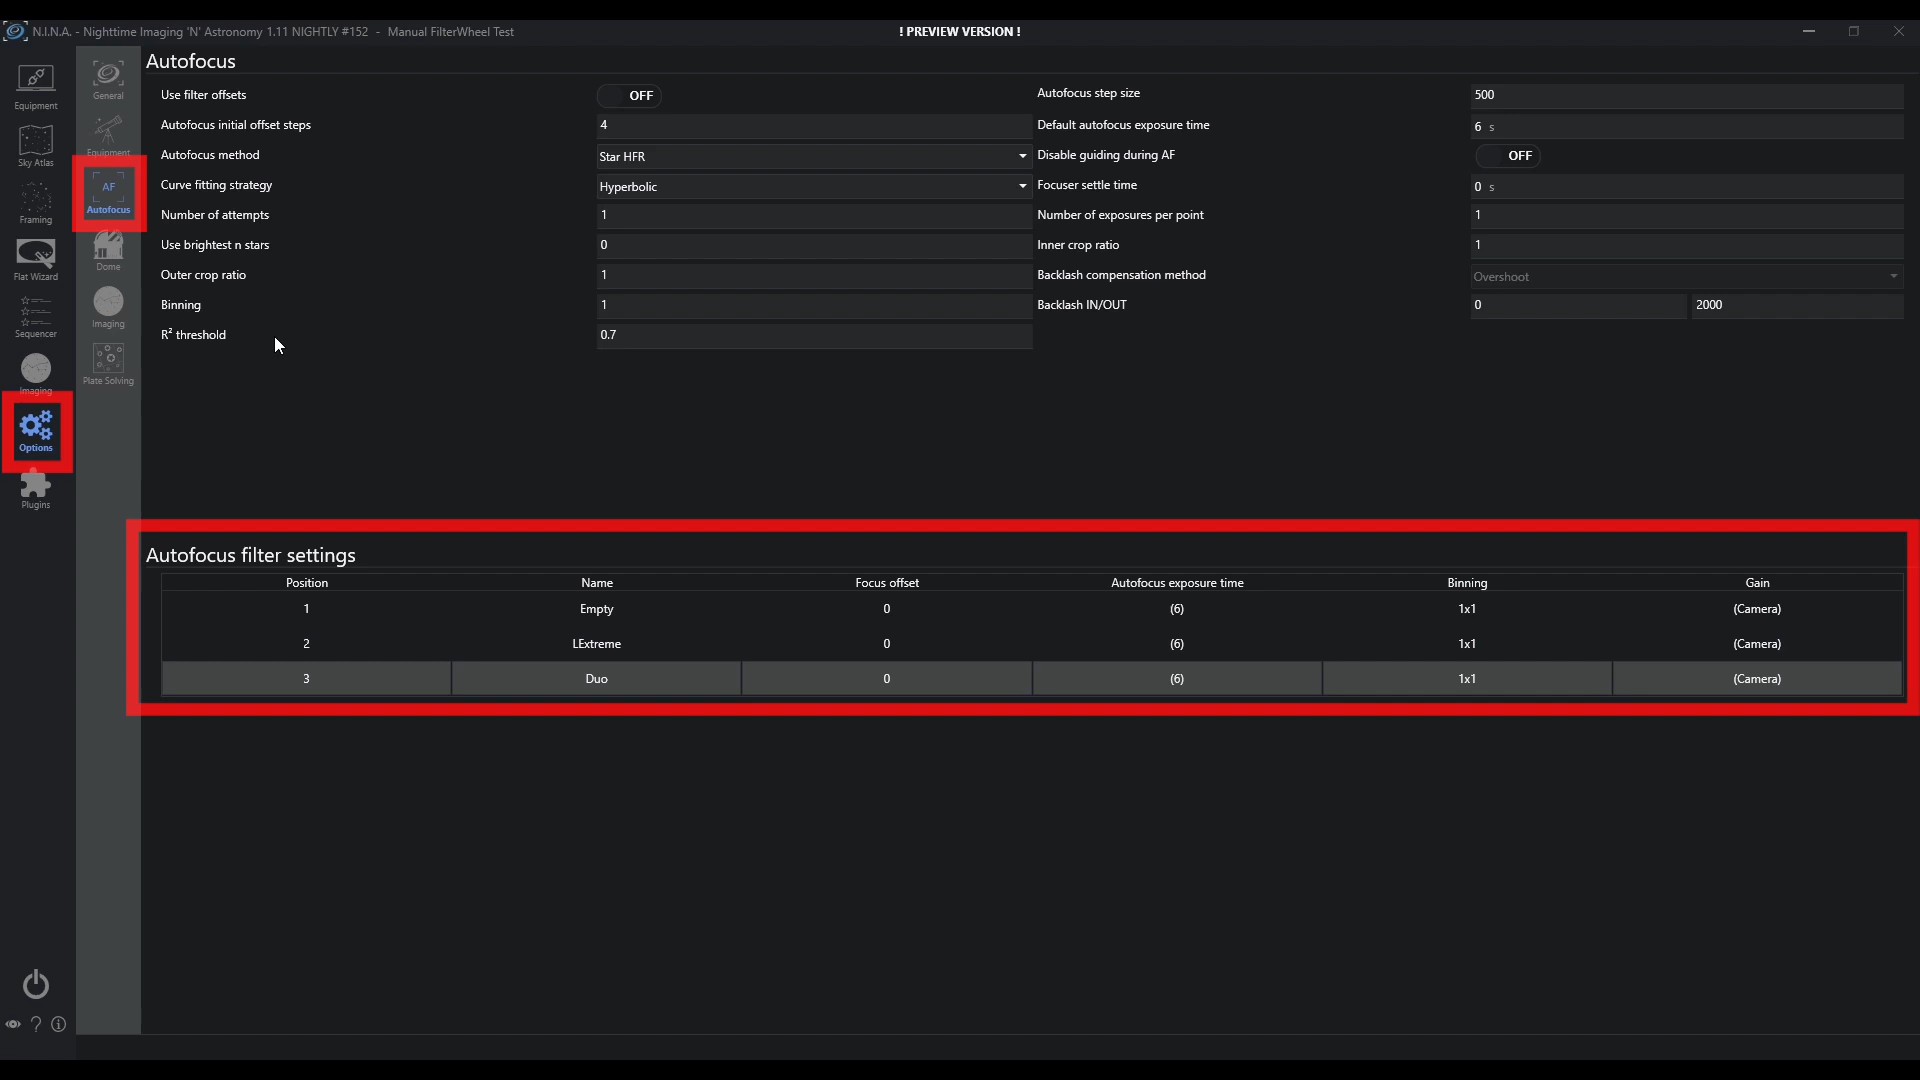 N.I.N.A. - Nighttime Imaging 'N' Astronomy 1.11 NIGHTLY #152 - Manual FilterWheel Test
! PREVIEW VERSION !
Equipment
Sky Atlas
Framing
Flat Wizard
Sequencer
Imaging
Options
Plugins
General
Equipment
AF
Autofocus
Dome
Imaging
Plate Solving
Autofocus
Use filter offsets OFF
Autofocus step size 500
Autofocus initial offset steps 4
Default autofocus exposure time 6 s
Autofocus method Star HFR
Disable guiding during AF OFF
Curve fitting strategy Hyperbolic
Focuser settle time 0 s
Number of attempts 1
Number of exposures per point 1
Use brightest n stars 0
Inner crop ratio 1
Outer crop ratio 1
Backlash compensation method Overshoot
Binning 1
Backlash IN/OUT 0 2000
R² threshold 0.7
Autofocus filter settings
Position Name Focus offset Autofocus exposure time Binning Gain
1 Empty 0 (6) 1x1 (Camera)
2 LExtreme 0 (6) 1x1 (Camera)
3 Duo 0 (6) 1x1 (Camera)